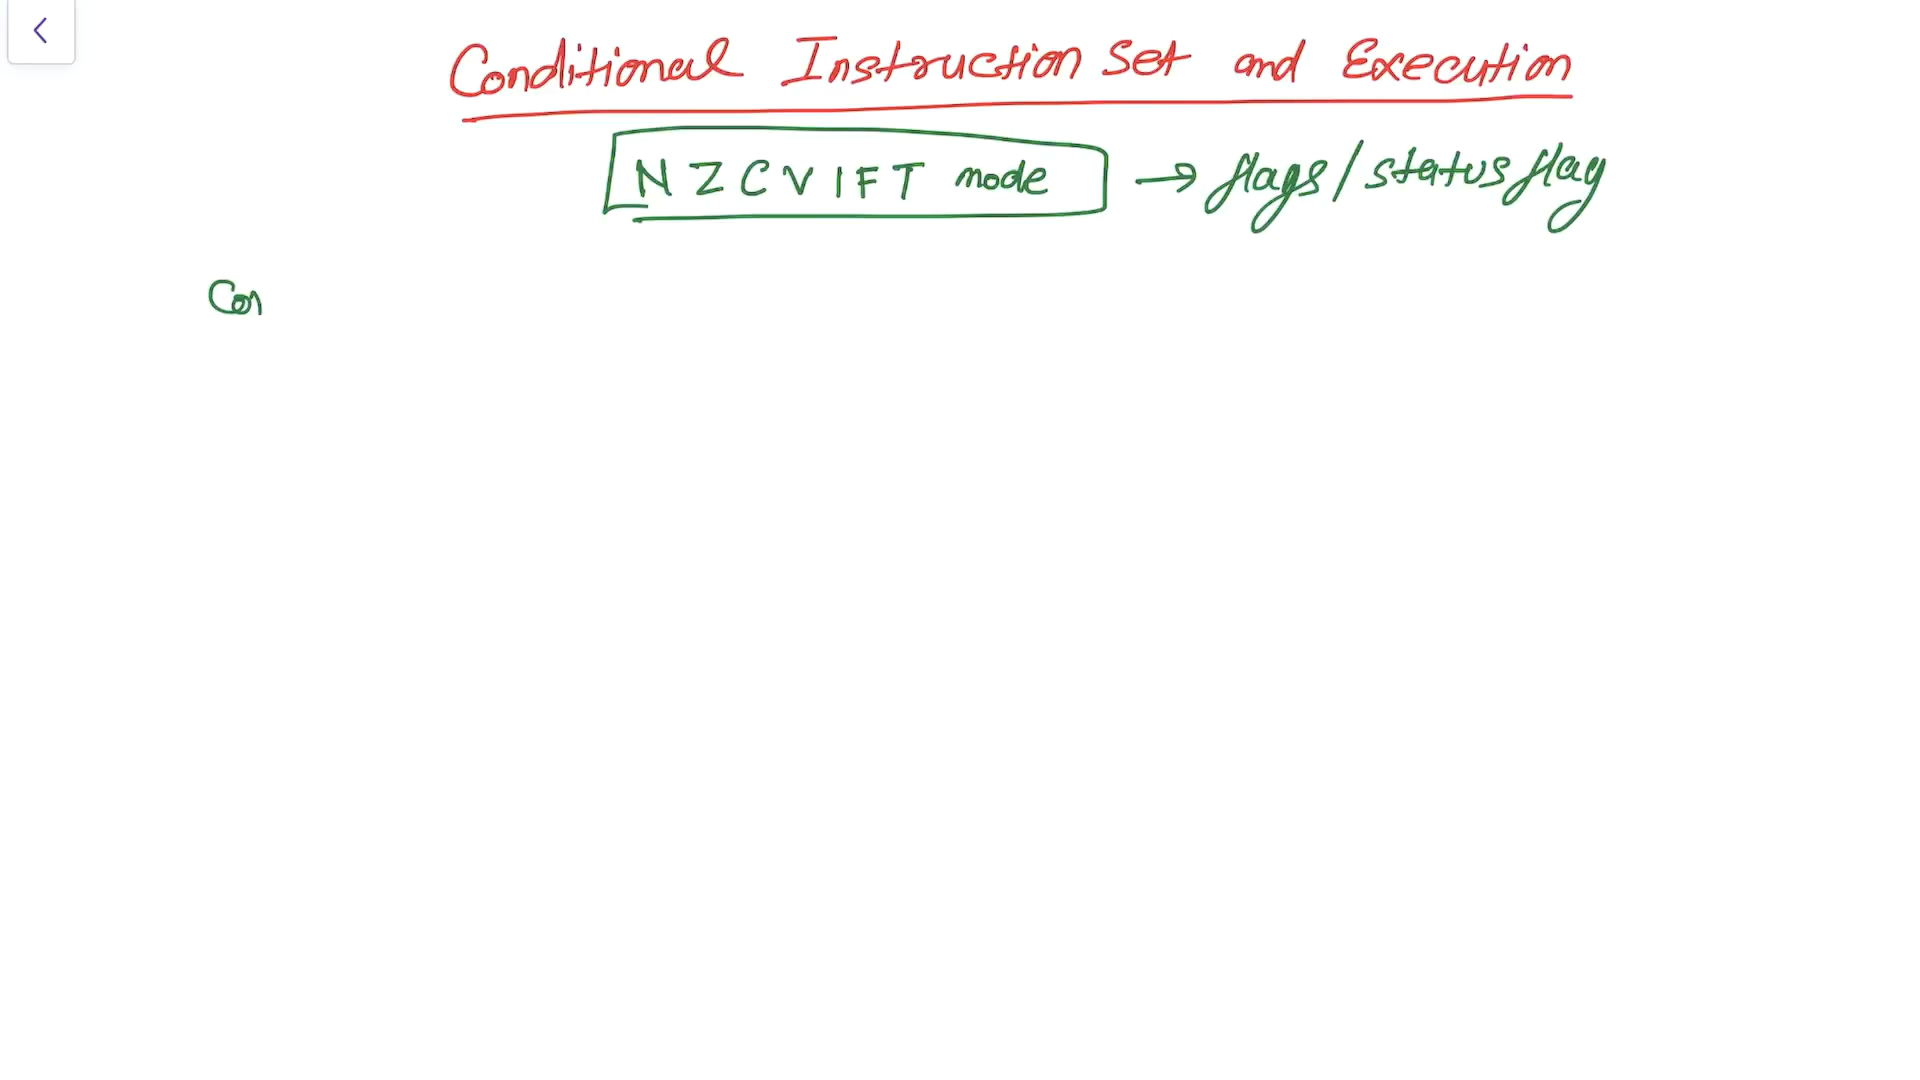 Conditional Instruction Set and Execution
N Z C V I F T mode → flags/status flag
Con